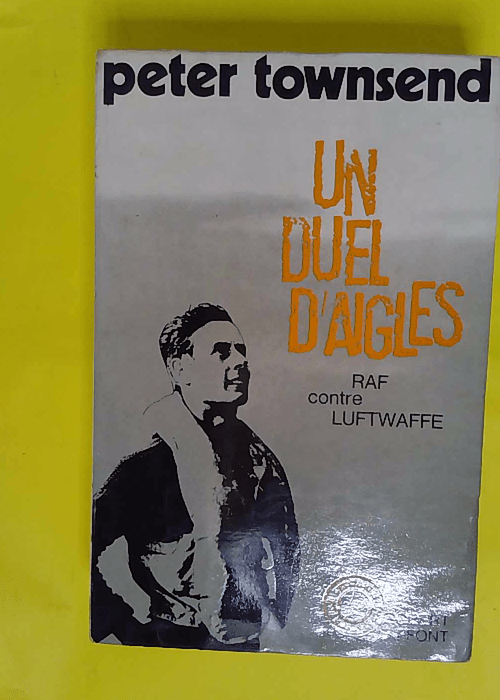 peter townsend
UN
DUEL
D'AIGLES
RAF
contre
LUFTWAFFE